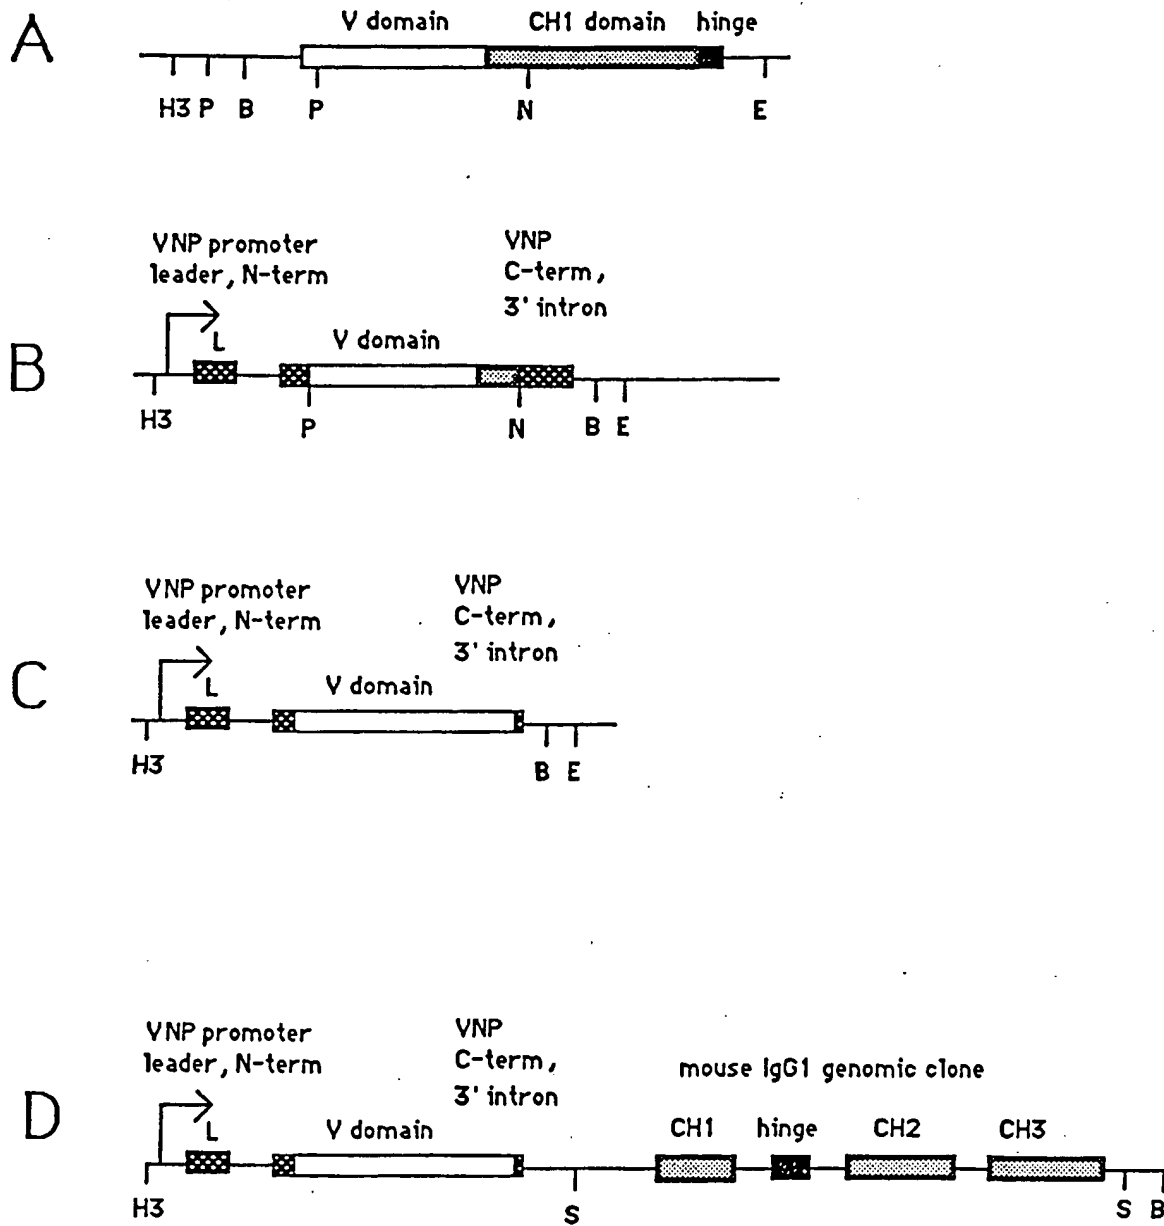 A
V domain CH1 domain hinge
H3 P B P N E
B
VNP promoter
leader, N-term
VNP
C-term,
3' intron
L
V domain
H3 P N B E
C
VNP promoter
leader, N-term
VNP
C-term,
3' intron
L
V domain
H3 B E
D
VNP promoter
leader, N-term
VNP
C-term,
3' intron
mouse IgG1 genomic clone
L
V domain CH1 hinge CH2 CH3
H3 S S B